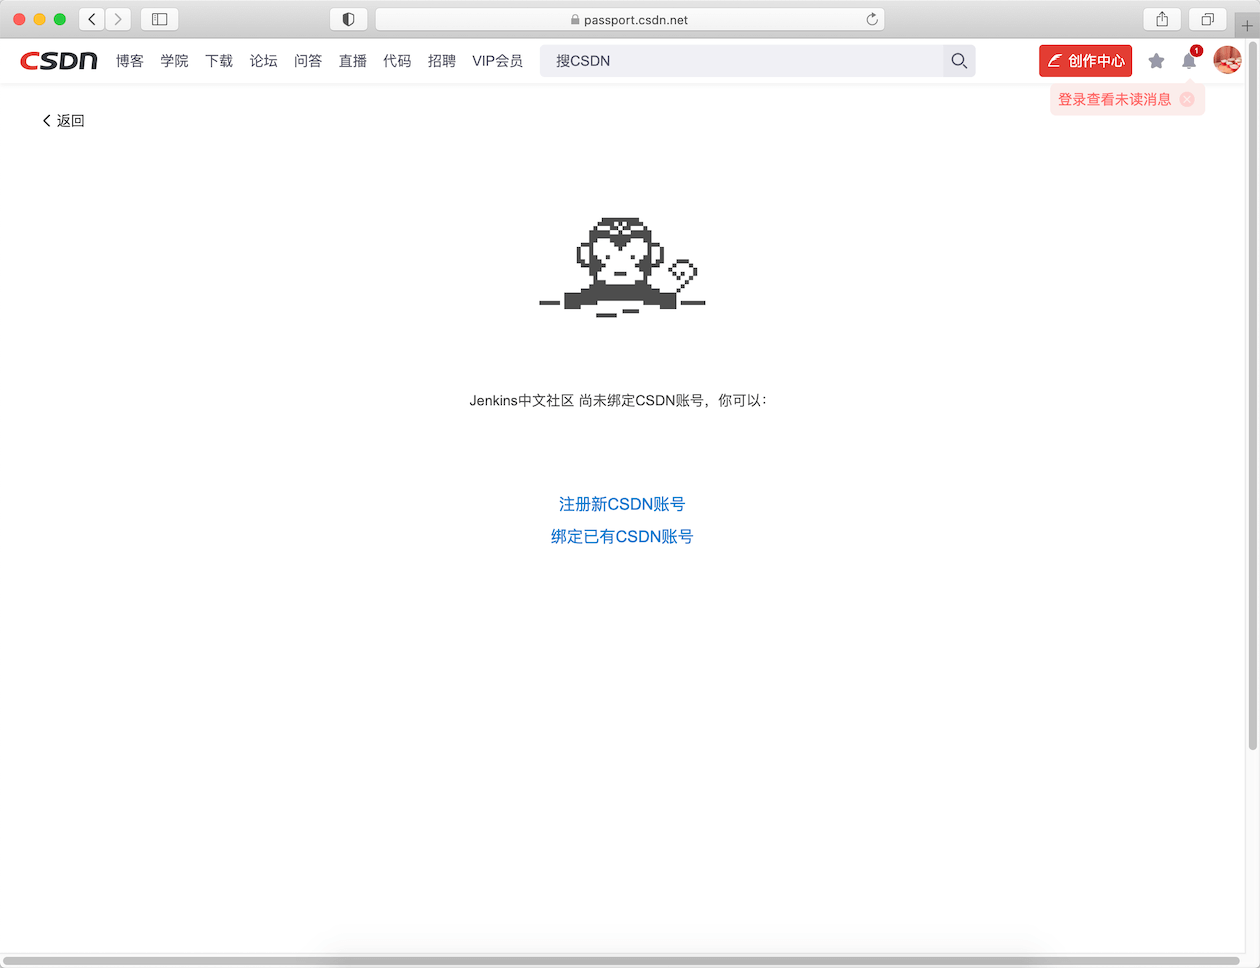 passport.csdn.net
CSDN 博客 学院 下载 论坛 问答 直播 代码 招聘 VIP会员 搜CSDN 创作中心 1
登录查看未读消息
返回
Jenkins中文社区 尚未绑定CSDN账号，你可以：
注册新CSDN账号
绑定已有CSDN账号